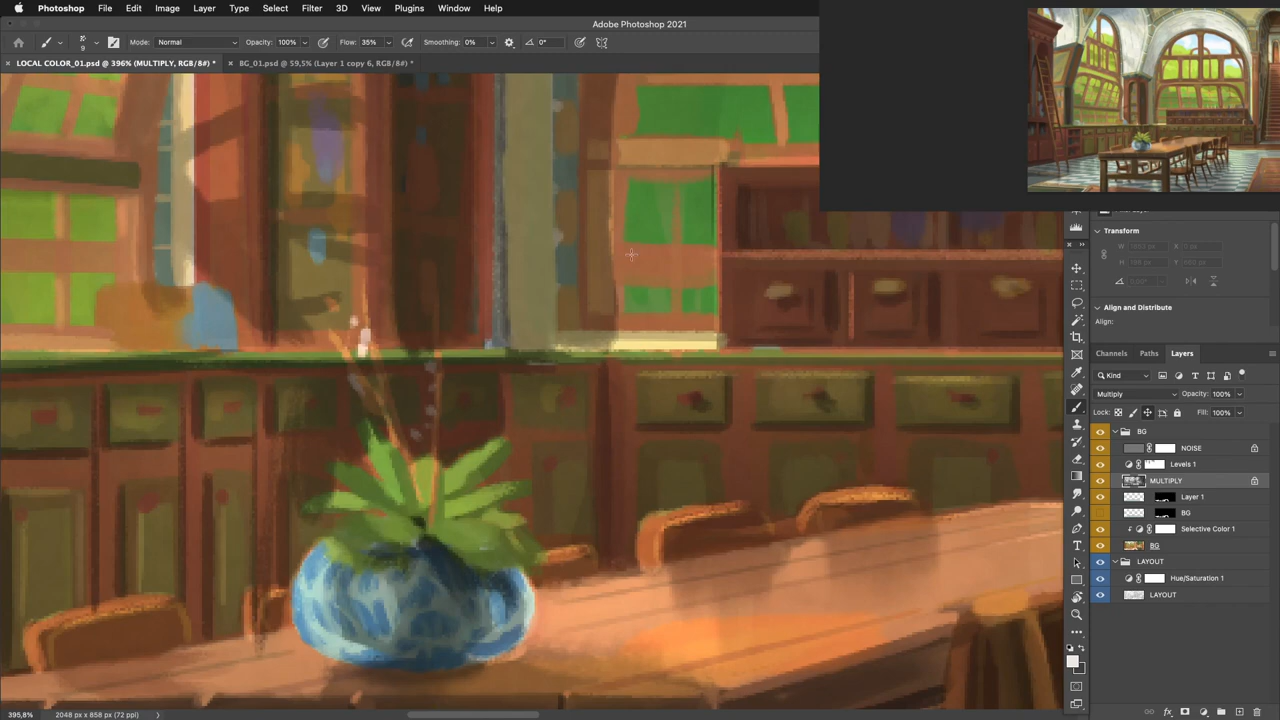 Photoshop File Edit Image Layer Type Select Filter 3D View Plugins Window Help
Adobe Photoshop 2021
9 Mode: Normal Opacity: 100% Flow: 35% Smoothing: 0% 0°
LOCAL COLOR_01.psd @ 396% (MULTIPLY, RGB/8#) * BG_01.psd @ 59,5% (Layer 1 copy 6, RGB/8#) *
Transform
W: X: 0 px
H: Y:
Align and Distribute
Align:
Channels Paths Layers
Kind
Multiply Opacity: 100%
Lock: Fill: 100%
BG
NOISE
Levels 1
MULTIPLY
Layer 1
BG
Selective Color 1
BG
LAYOUT
Hue/Saturation 1
LAYOUT
395,8% 2048 px x 858 px (72 ppi)